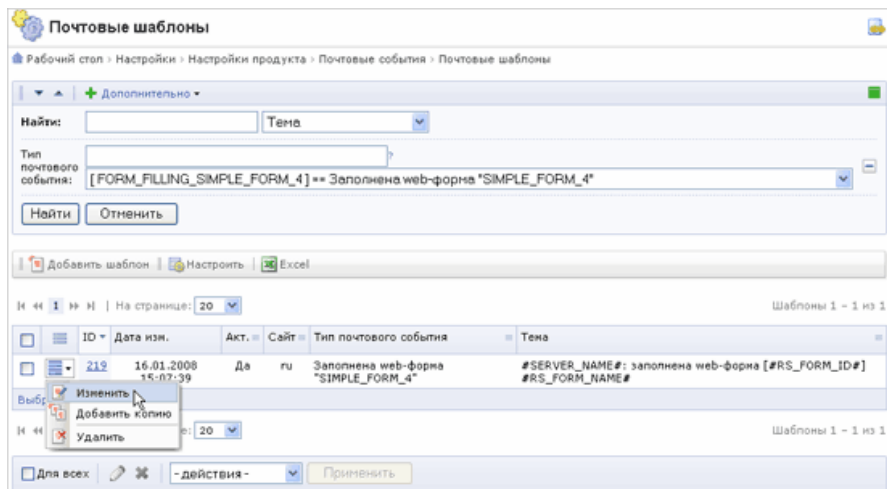 Почтовые шаблоны
Рабочий стол › Настройки › Настройки продукта › Почтовые события › Почтовые шаблоны
Дополнительно
Найти: Тема
Тип
почтового
события:
?
[FORM_FILLING_SIMPLE_FORM_4] == Заполнена web-форма "SIMPLE_FORM_4"
Найти Отменить
Добавить шаблон Настроить Excel
1 На странице: 20 Шаблоны 1 – 1 из 1
ID Дата изм. Акт. Сайт Тип почтового события Тема
219 16.01.2008 Да ru Заполнена web-форма #SERVER_NAME#: заполнена web-форма [#RS_FORM_ID#]
15:07:39 "SIMPLE_FORM_4" #RS_FORM_NAME#
Изменить
Добавить копию
Удалить
20 Шаблоны 1 – 1 из 1
Для всех - действия - Применить